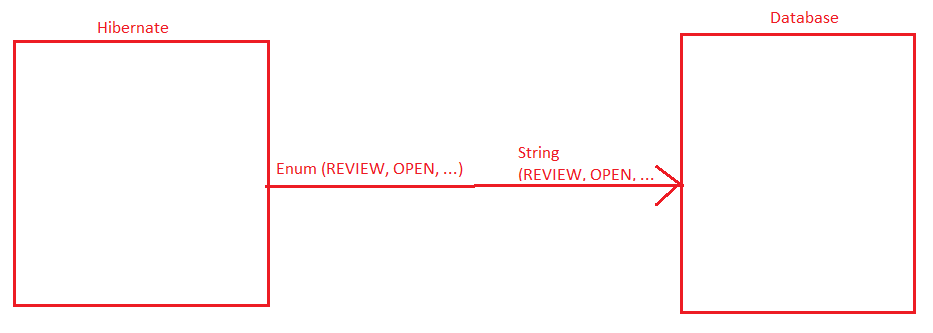 Hibernate
Database
Enum (REVIEW, OPEN, ...)
String
(REVIEW, OPEN, ...